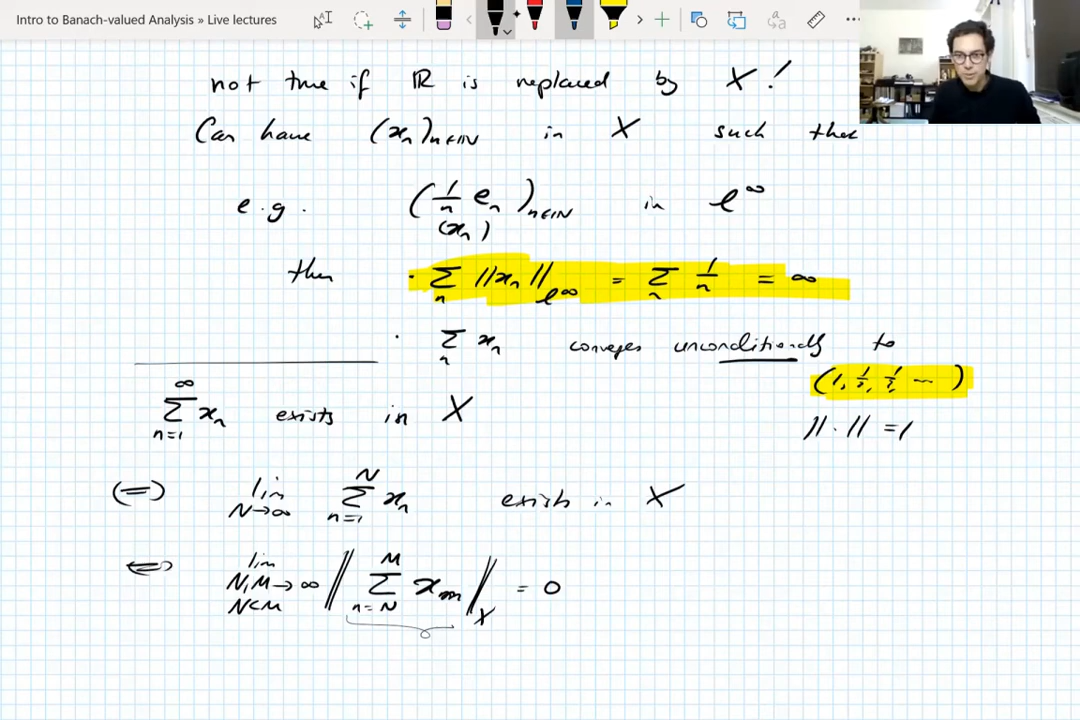 Intro to Banach-valued Analysis » Live lectures
not true if ℝ is replaced by X!
Can have (xₙ)ₙ∈ℕ in X such that
e.g. (1/n eₙ)ₙ∈ℕ in ℓ^∞
(xₙ)
then · Σₙ ||xₙ||_ℓ^∞ = Σₙ 1/n = ∞
· Σₙ xₙ converges unconditionally to
(1, 1/2, 1/3, ...)
||·|| = 1
Σ_{n=1}^∞ xₙ exists in X
(⇔) lim_{N→∞} Σ_{n=1}^N xₙ exists in X
⇔ lim_{N,M→∞, N<M} || Σ_{n=N}^M x_m ||_X = 0